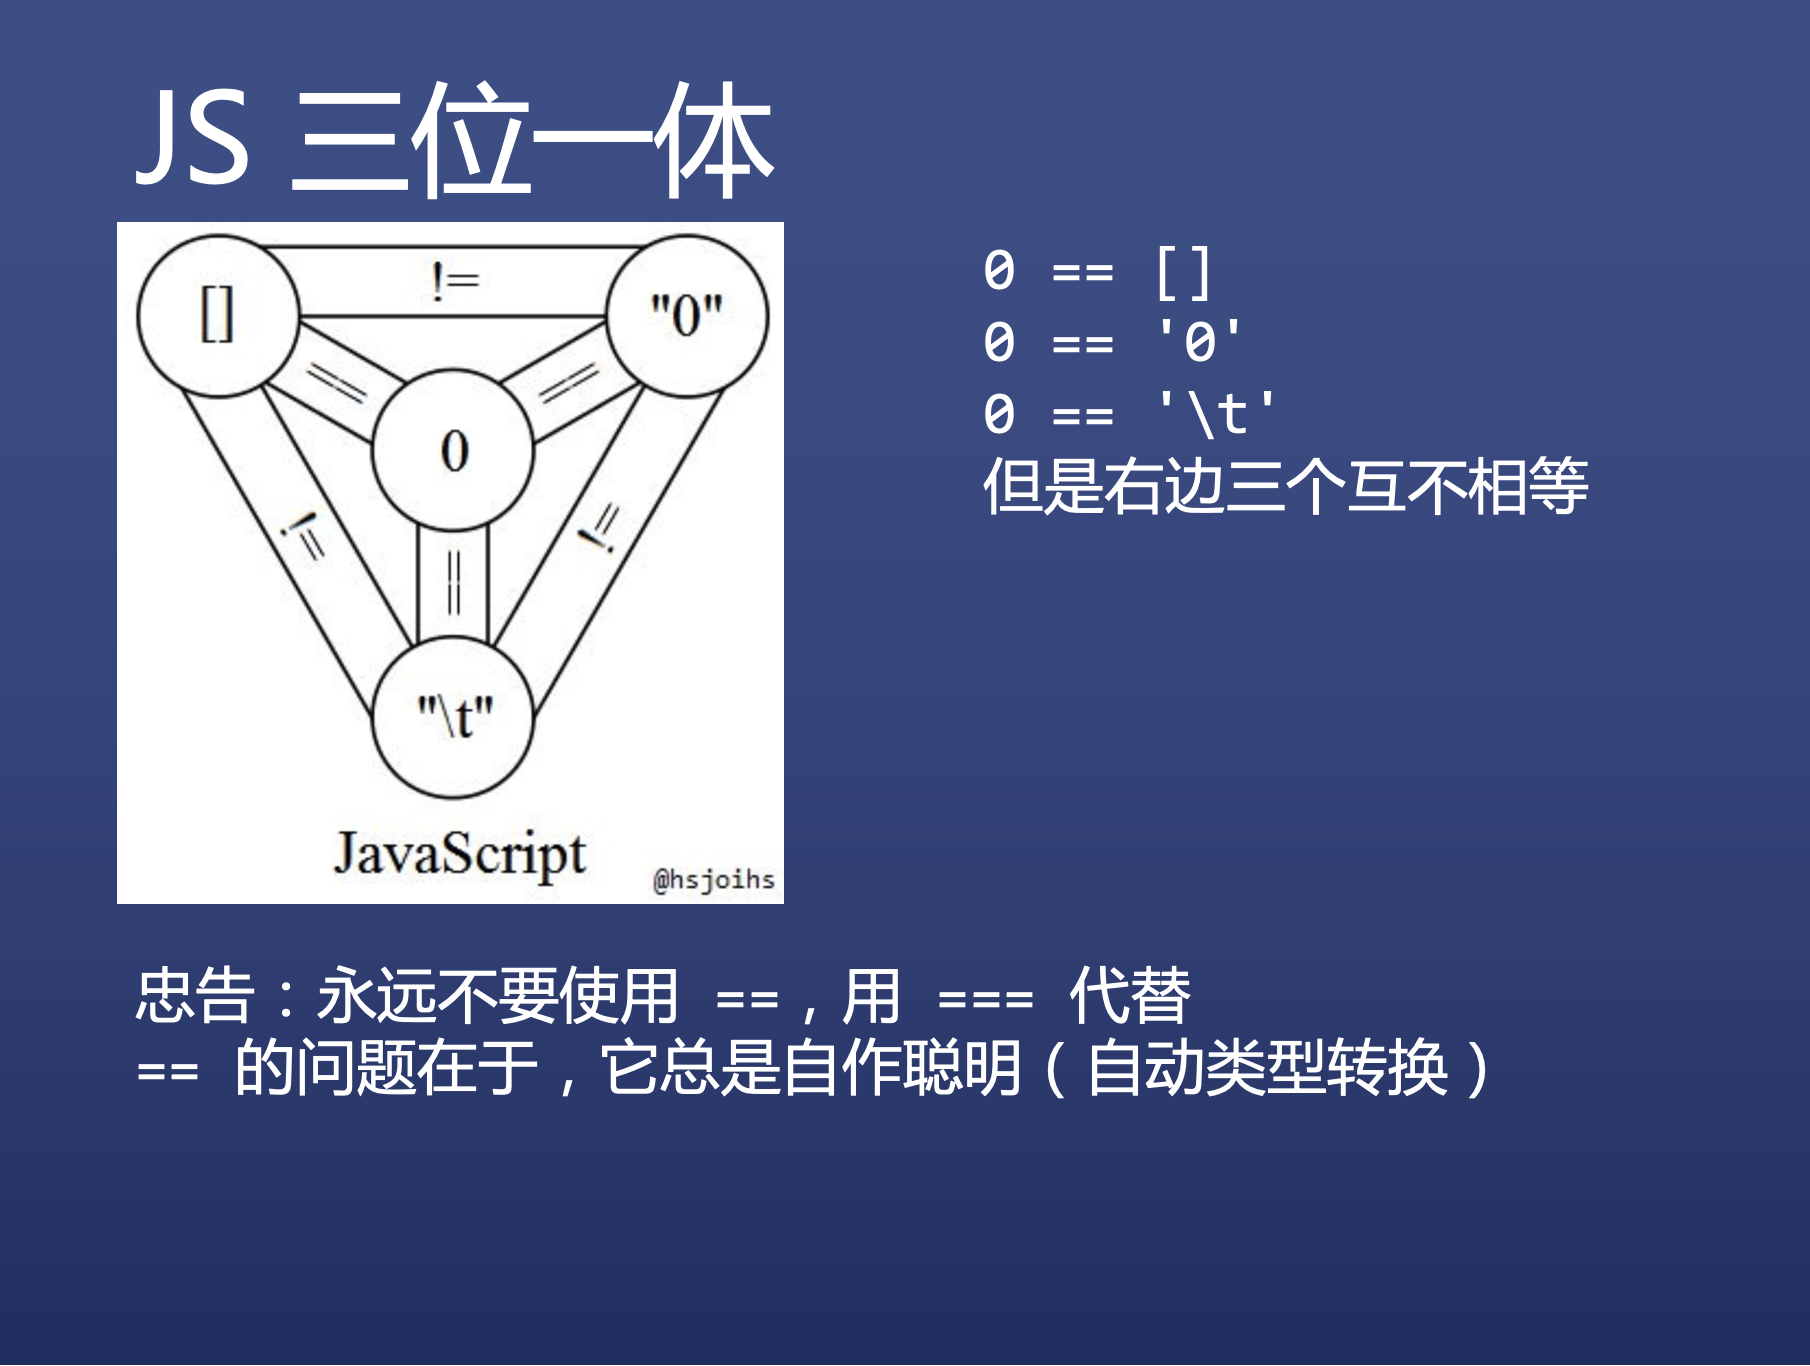 JS 三位一体
[]
!=
"0"
==
==
0
!=
!=
==
"\t"
JavaScript
@hsjoihs
0 == []
0 == '0'
0 == '\t'
但是右边三个互不相等
忠告：永远不要使用 ==，用 === 代替
== 的问题在于，它总是自作聪明（自动类型转换）